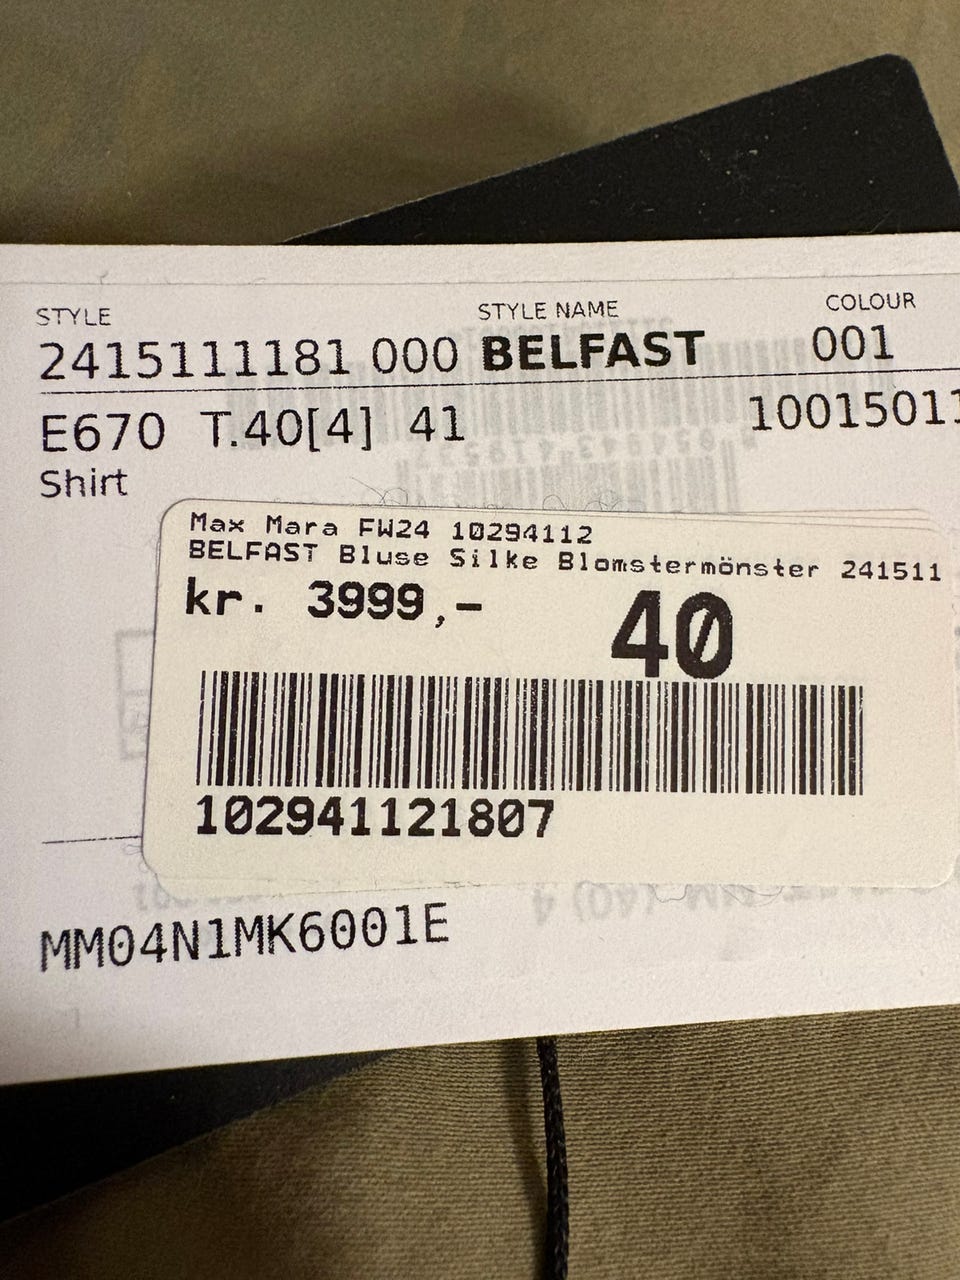 STYLE STYLE NAME COLOUR
2415111181 000 BELFAST 001
E670 T.40[4] 41 10015011
Shirt
Max Mara FW24 10294112
BELFAST Bluse Silke Blomstermönster 241511
kr. 3999,- 40
102941121807
MM04N1MK6001E